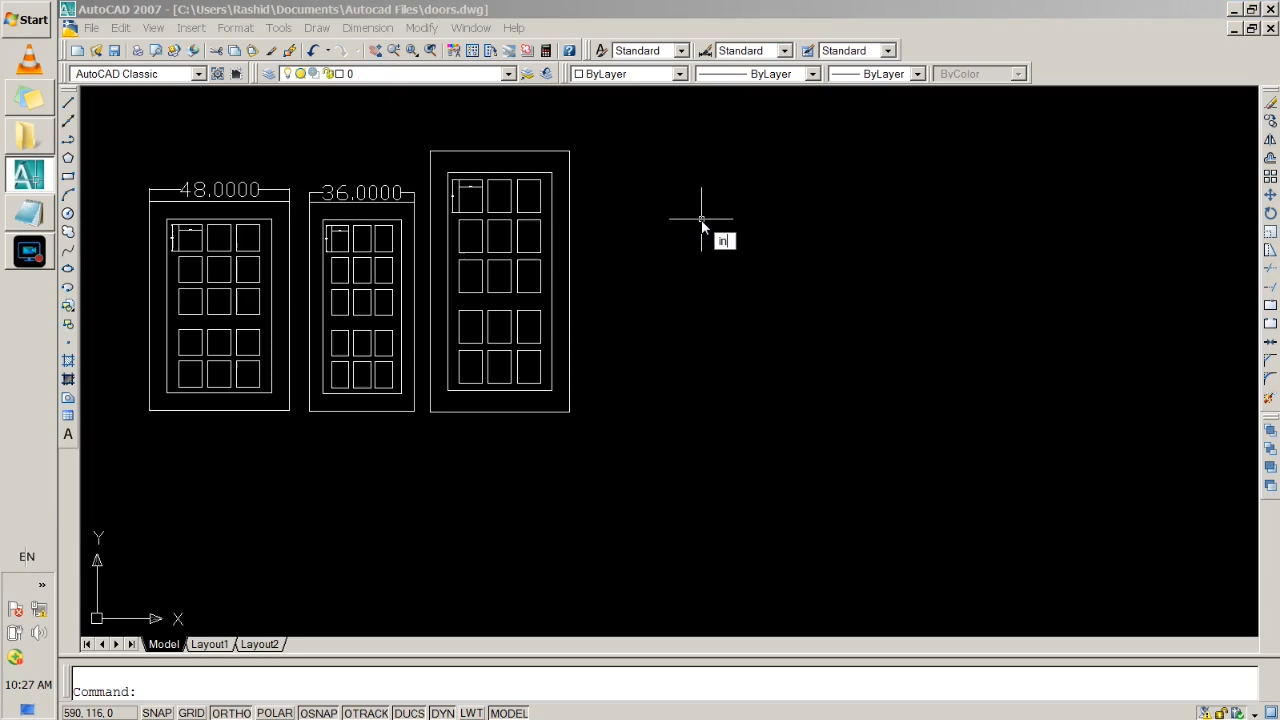 Start
AutoCAD 2007 - [C:\Users\Rashid\Documents\Autocad Files\doors.dwg]
File Edit View Insert Format Tools Draw Dimension Modify Window Help
Standard Standard Standard
AutoCAD Classic 0 ByLayer ByLayer ByLayer ByColor
48.0000 36.0000
in
Y
X
A
EN
Model Layout1 Layout2
10:27 AM
Command:
590, 116, 0 SNAP GRID ORTHO POLAR OSNAP OTRACK DUCS DYN LWT MODEL